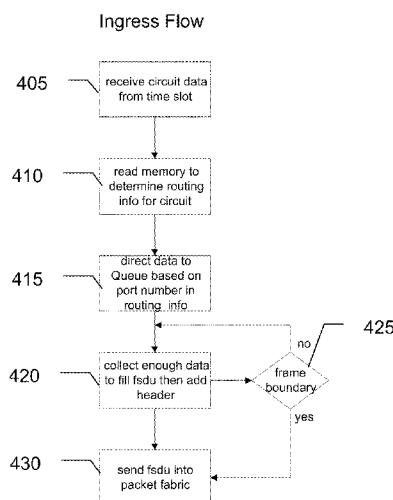 Ingress Flow
405
receive circuit data
from time slot
410
read memory to
determine routing
info for circuit
415
direct data to
Queue based on
port number in
routing info
425
no
420
collect enough data
to fill fsdu then add
header
frame
boundary
yes
430
send fsdu into
packet fabric